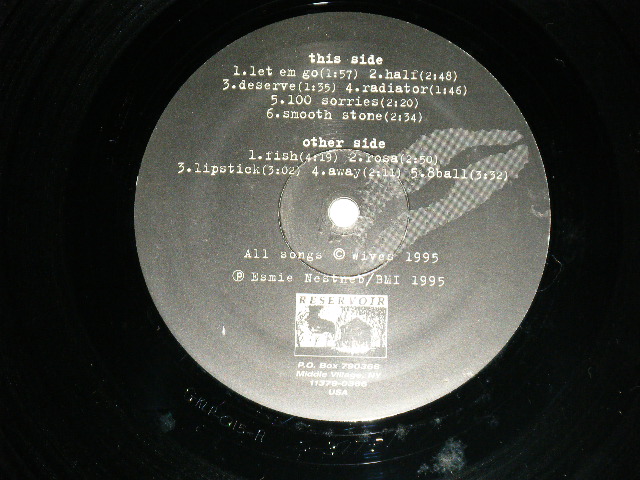 this side
1.let em go(1:57) 2.half(2:48)
3.deserve(1:35) 4.radiator(1:46)
5.100 sorries(2:20)
6.smooth stone(2:34)
other side
1.fish(4:19) 2.rosa(2:50)
3.lipstick(3:02) 4.away(2:11) 5.8ball(3:32)
All songs © wives 1995
℗ Esmie /BMI 1995
RESERVOIR
P.O. Box 790366
Middle Village, NY
11379-0366
USA